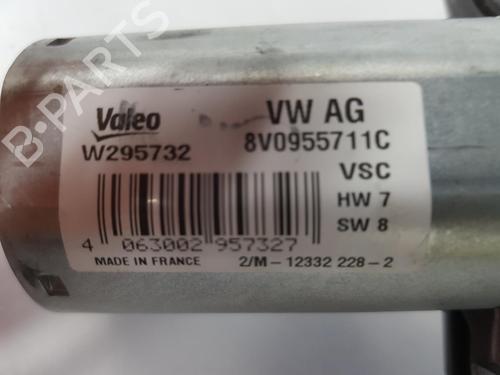 B-PARTS
Valeo
VW AG
W295732
8V0955711C
VSC
HW 7
SW 8
4 063002 957327
MADE IN FRANCE
2/M-12332 228-2